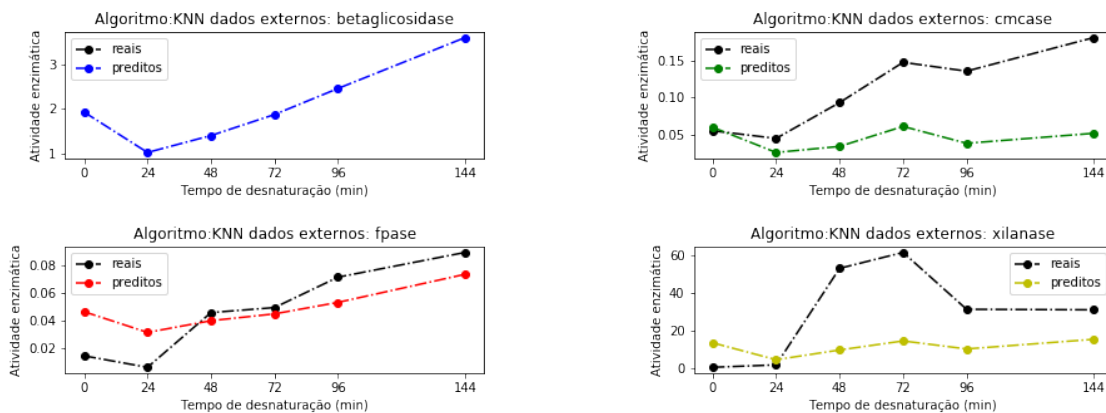 Algoritmo:KNN dados externos: betaglicosidase
Atividade enzimática
3
2
1
reais
preditos
0 24 48 72 96 144
Tempo de desnaturação (min)
Algoritmo:KNN dados externos: cmcase
Atividade enzimática
0.15
0.10
0.05
reais
preditos
0 24 48 72 96 144
Tempo de desnaturação (min)
Algoritmo:KNN dados externos: fpase
Atividade enzimática
0.08
0.06
0.04
0.02
reais
preditos
0 24 48 72 96 144
Tempo de desnaturação (min)
Algoritmo:KNN dados externos: xilanase
Atividade enzimática
60
40
20
0
reais
preditos
0 24 48 72 96 144
Tempo de desnaturação (min)